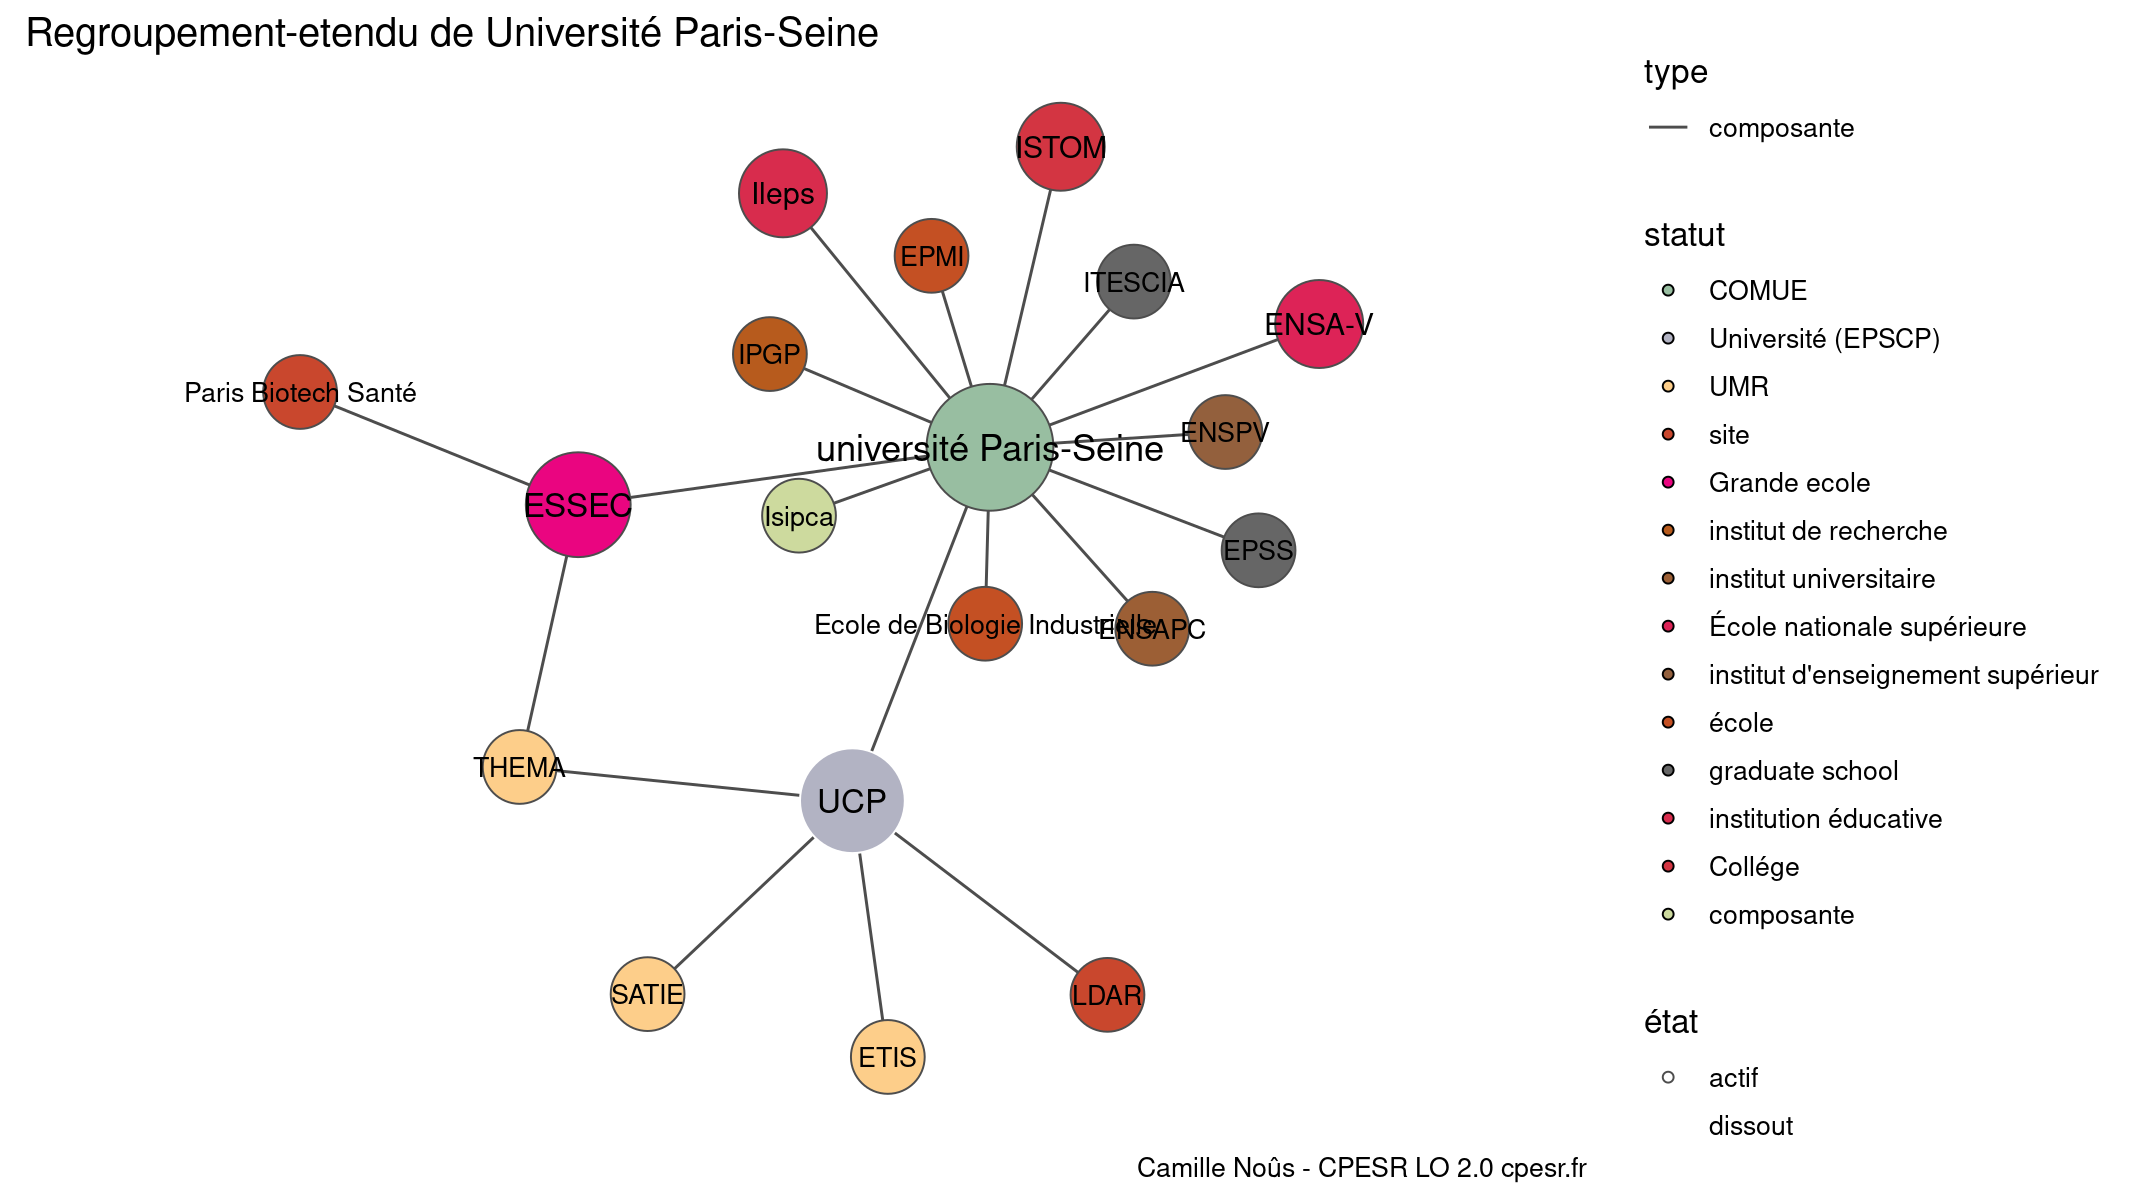 Regroupement-etendu de Université Paris-Seine
ISTOM
Ileps
EPMI
ITESCIA
ENSA-V
IPGP
Paris Biotech Santé
ENSPV
université Paris-Seine
ESSEC
Isipca
EPSS
Ecole de Biologie Industrielle
ENSAPC
THEMA
UCP
SATIE
LDAR
ETIS
type
composante
statut
COMUE
Université (EPSCP)
UMR
site
Grande ecole
institut de recherche
institut universitaire
École nationale supérieure
institut d'enseignement supérieur
école
graduate school
institution éducative
Collége
composante
état
actif
dissout
Camille Noûs - CPESR LO 2.0 cpesr.fr